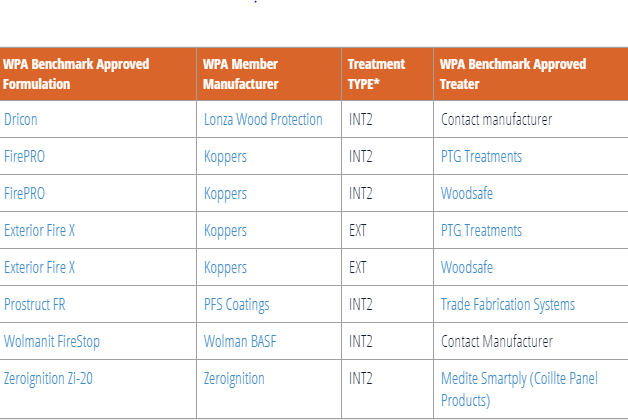 WPA Benchmark Approved Formulation WPA Member Manufacturer Treatment TYPE* WPA Benchmark Approved Treater
Dricon Lonza Wood Protection INT2 Contact manufacturer
FirePRO Koppers INT2 PTG Treatments
FirePRO Koppers INT2 Woodsafe
Exterior Fire X Koppers EXT PTG Treatments
Exterior Fire X Koppers EXT Woodsafe
Prostruct FR PFS Coatings INT2 Trade Fabrication Systems
Wolmanit FIreStop Wolman BASF INT2 Contact Manufacturer
Zeroignition Zi-20 Zeroignition INT2 Medite Smartply (Coillte Panel
Products)